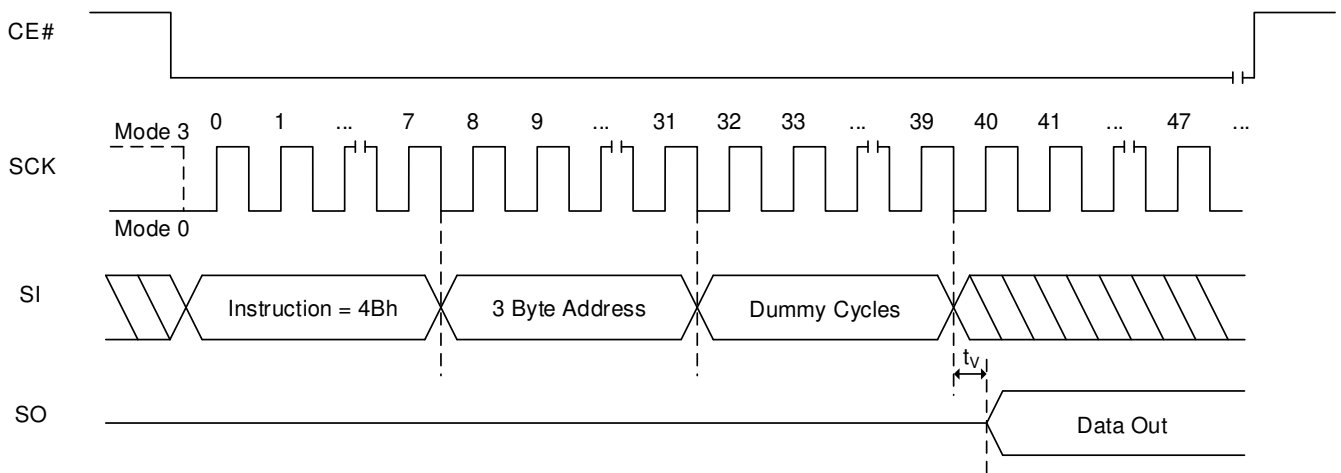 CE#
Mode 3 0 1 ... 7 8 9 ... 31 32 33 ... 39 40 41 ... 47 ...
SCK
Mode 0
SI Instruction = 4Bh 3 Byte Address Dummy Cycles
tV
SO Data Out